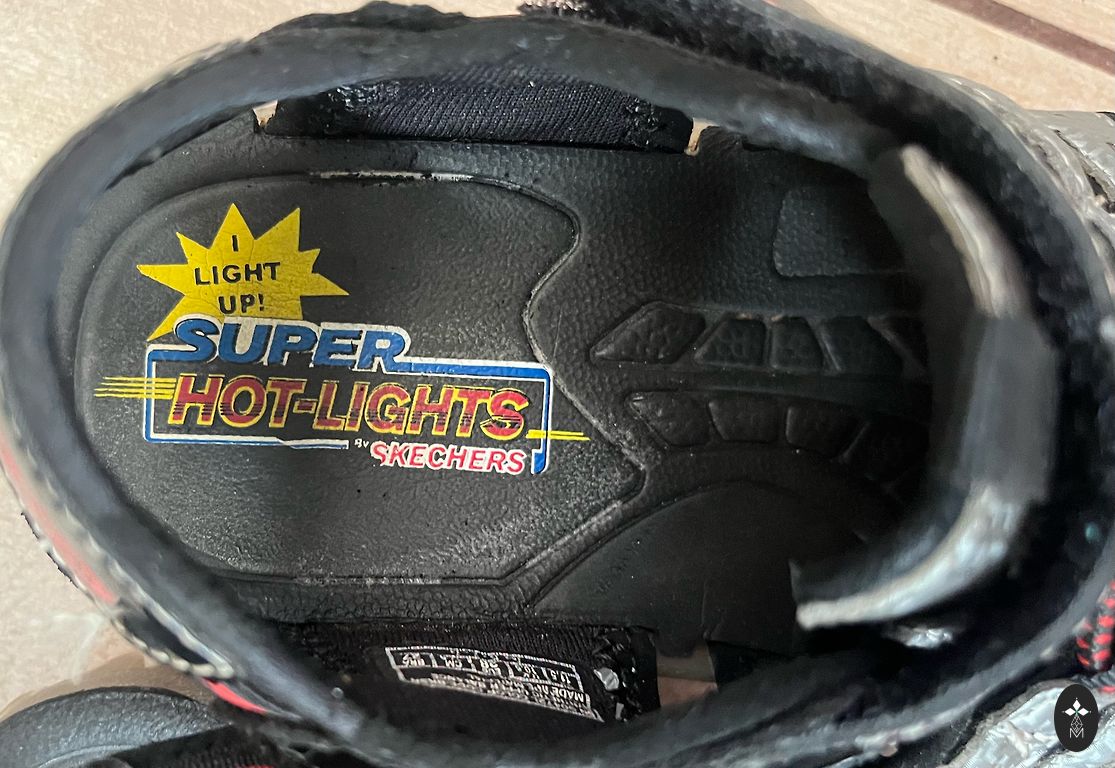 I
LIGHT
UP!
SUPER
HOT-LIGHTS
BY SKECHERS